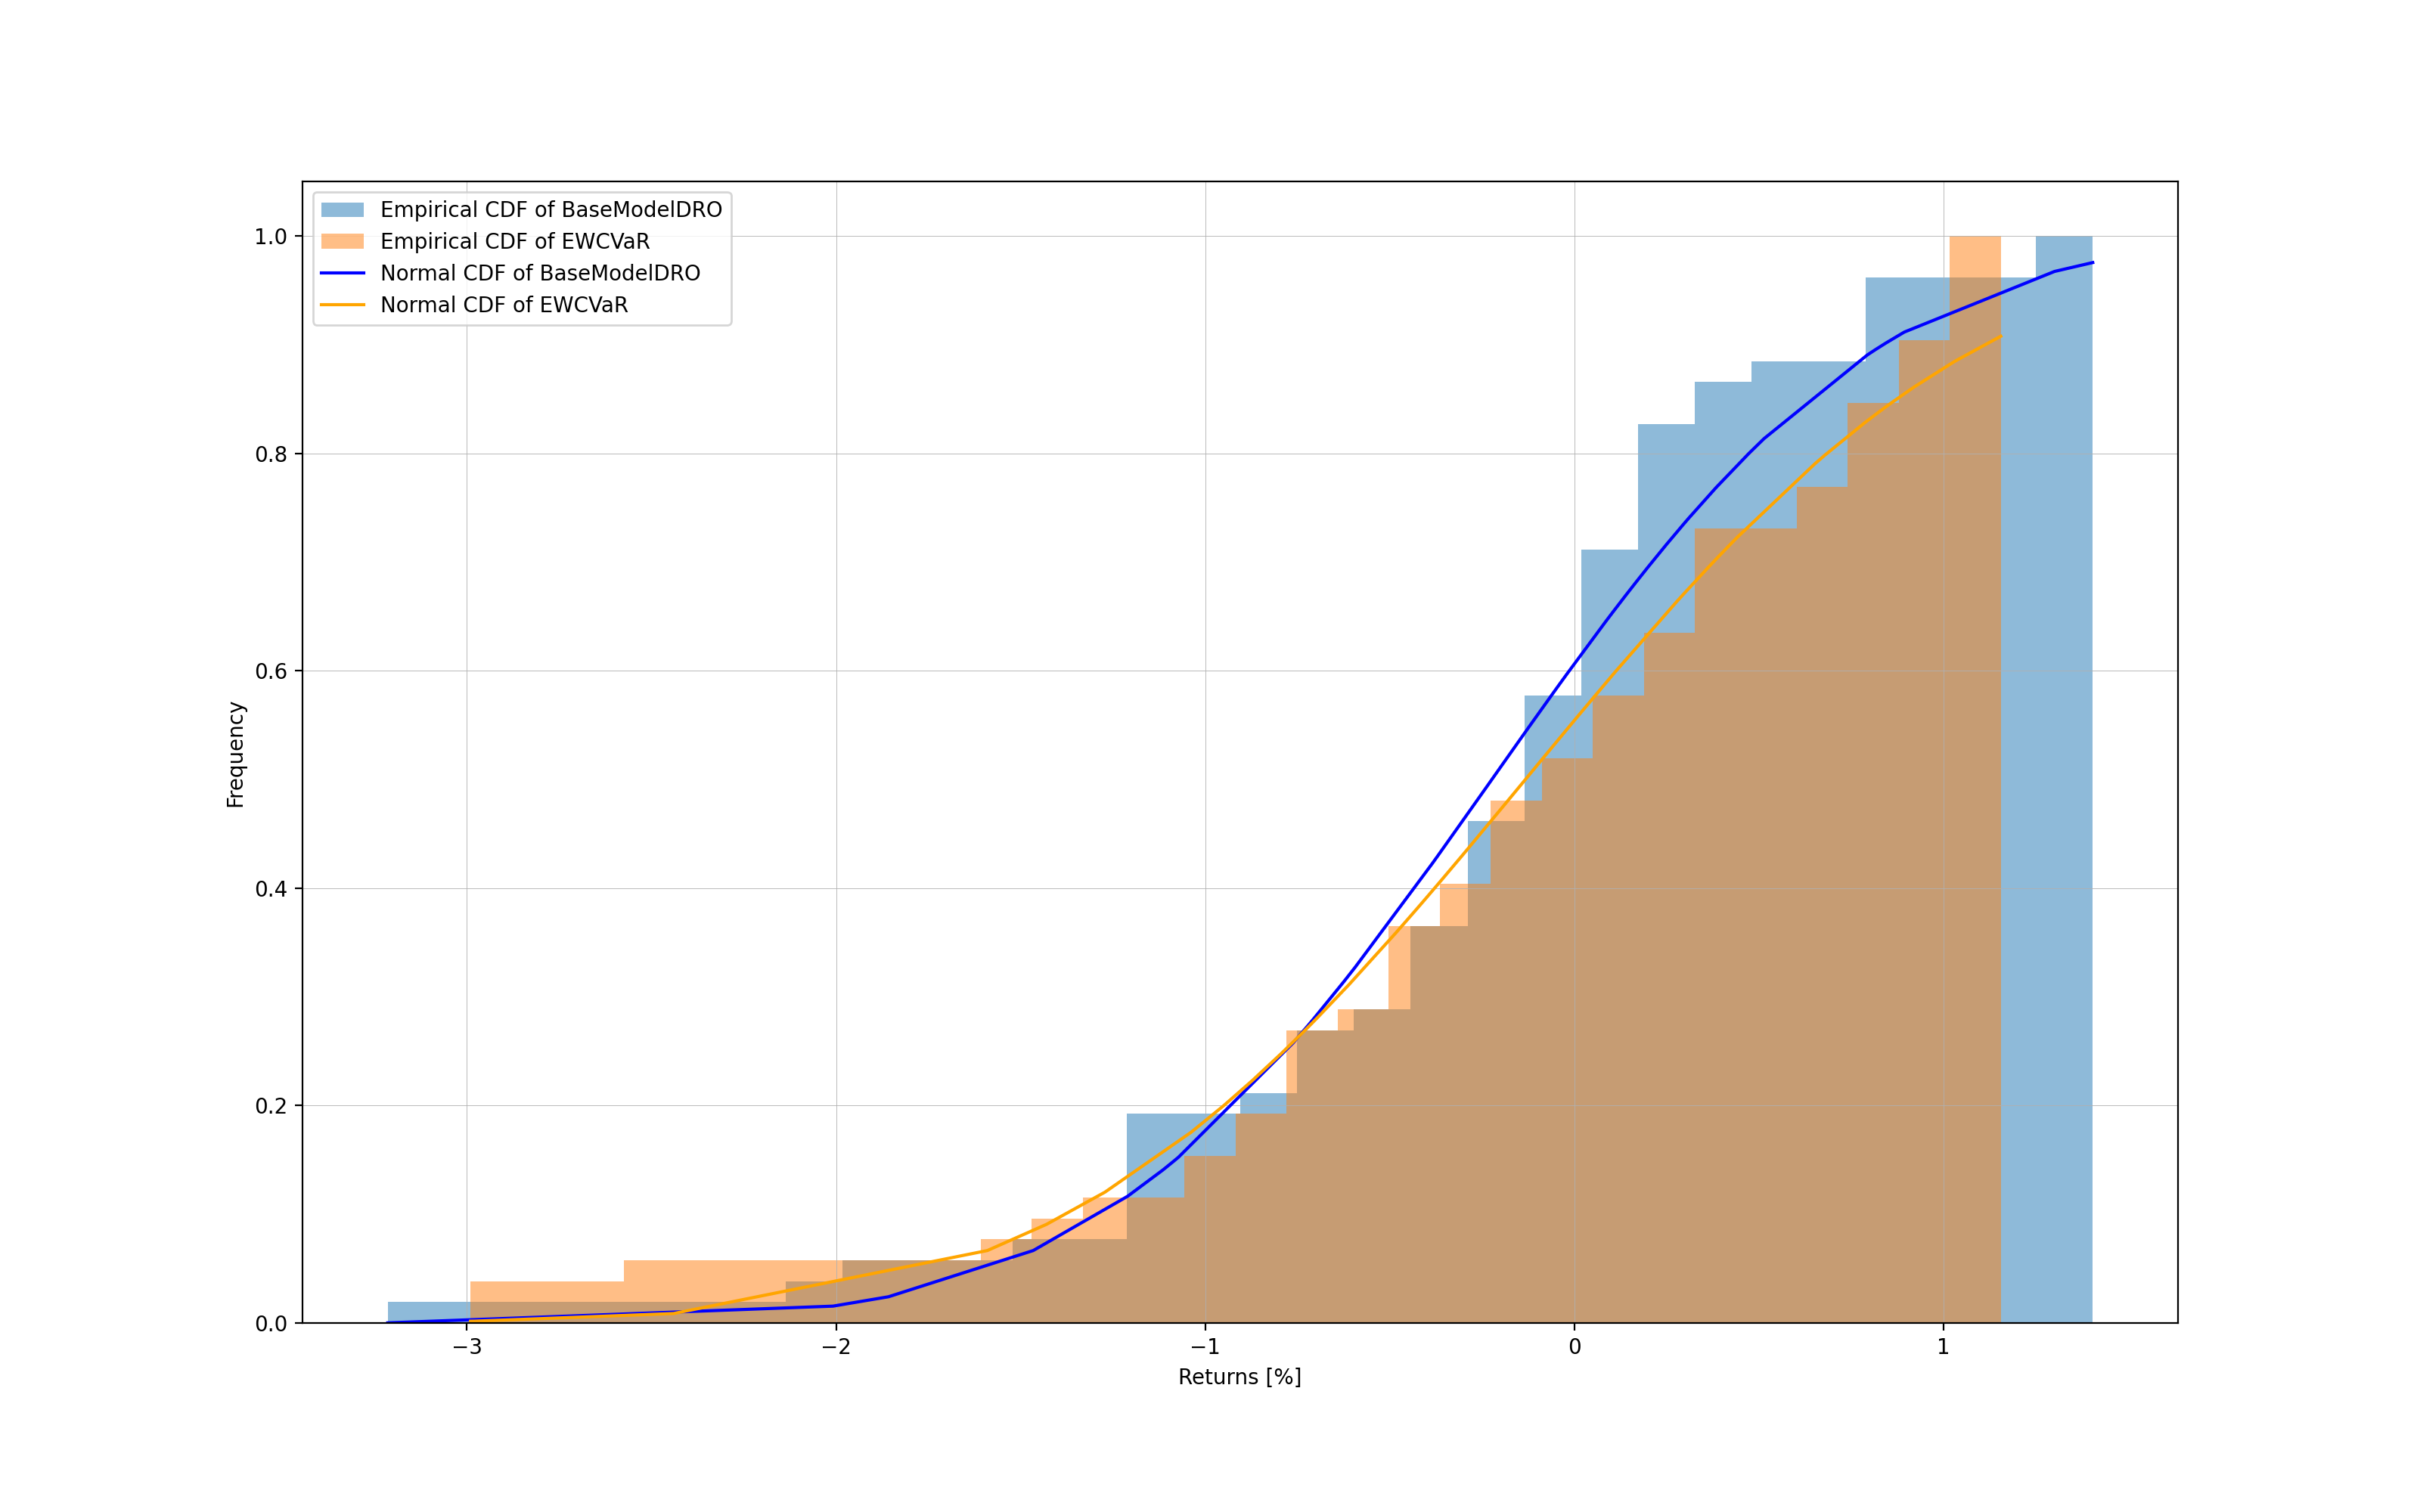 Empirical CDF of BaseModelDRO
Empirical CDF of EWCVaR
Normal CDF of BaseModelDRO
Normal CDF of EWCVaR
1.0
0.8
0.6
0.4
0.2
0.0
Frequency
−3 −2 −1 0 1
Returns [%]